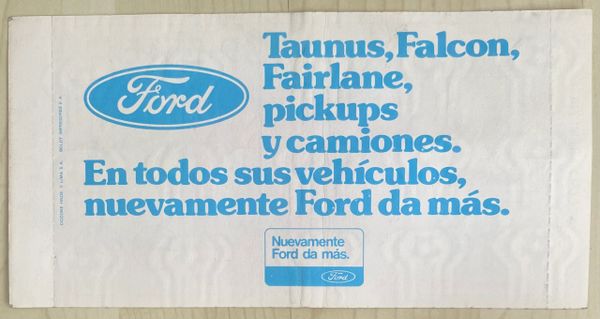 Ford
Taunus, Falcon,
Fairlane,
pickups
y camiones.
En todos sus vehículos,
nuevamente Ford da más.
Nuevamente
Ford da más.
Ford